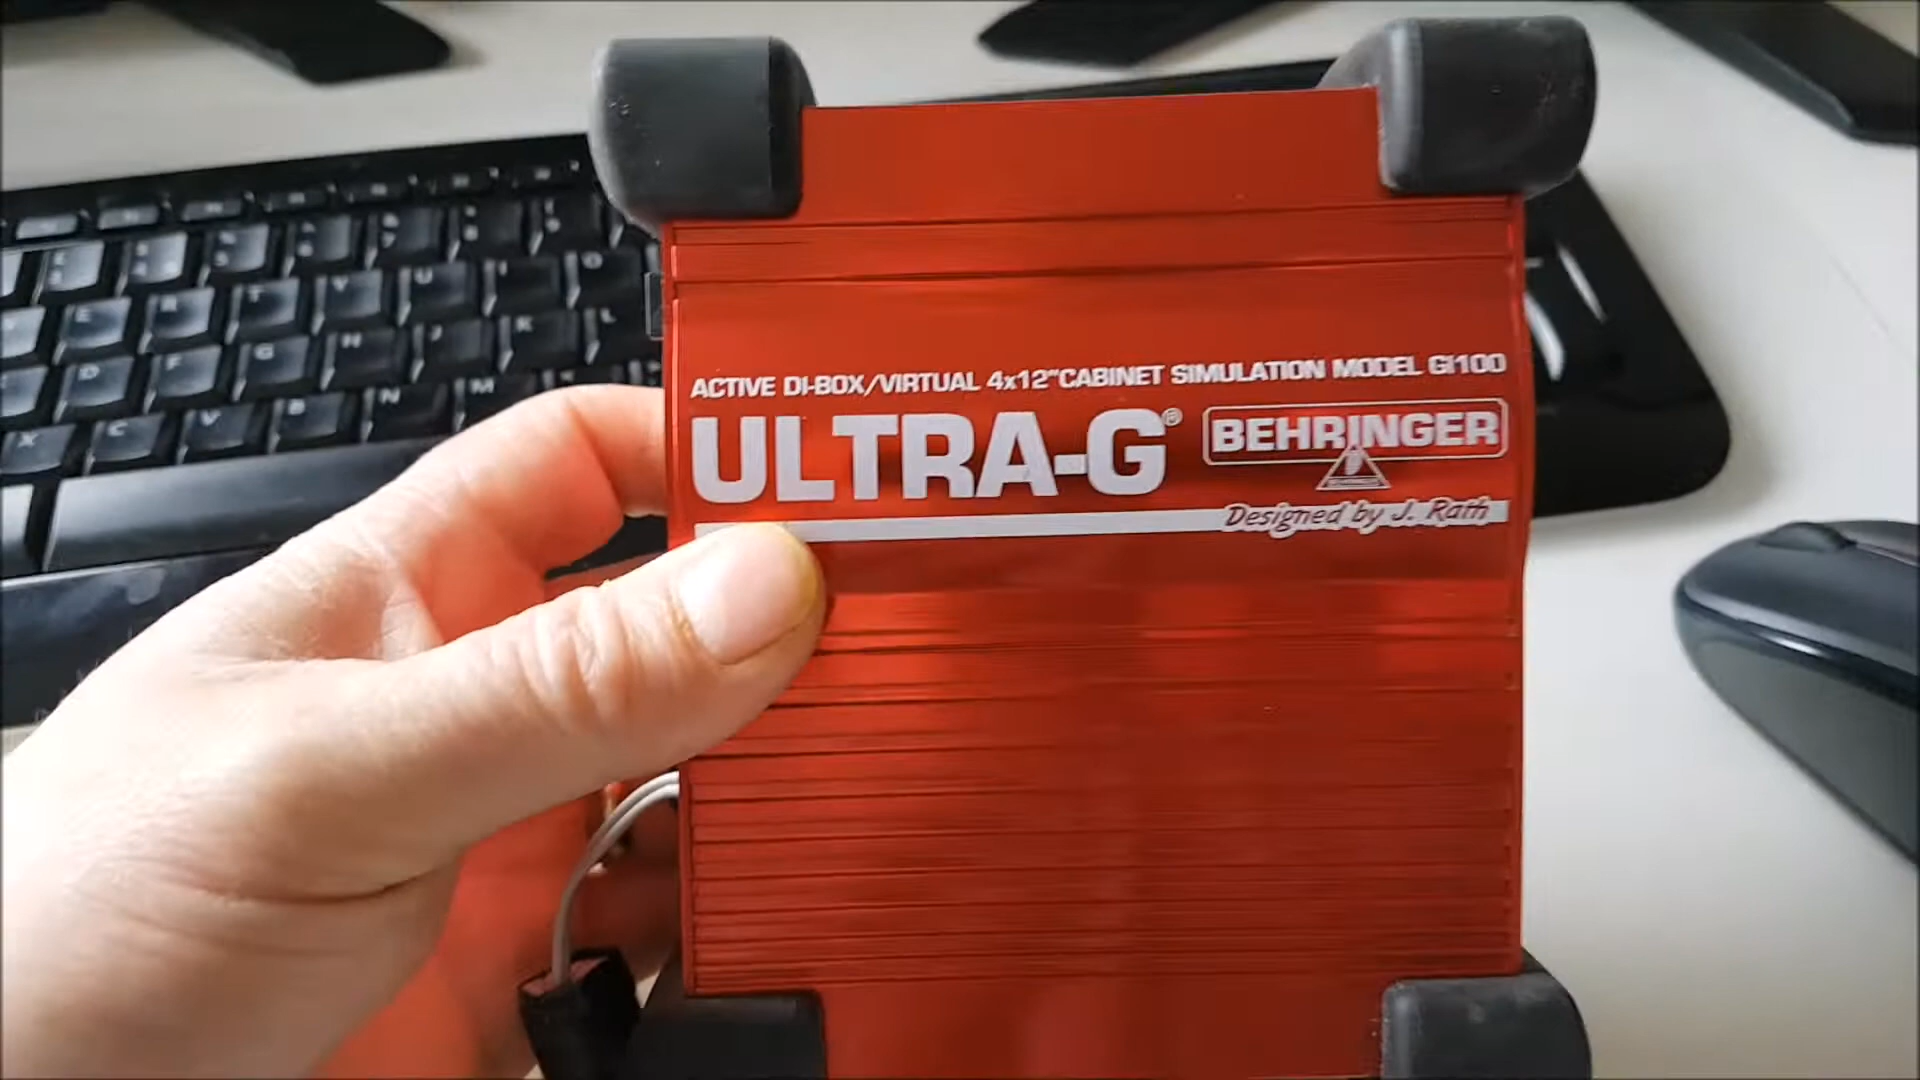 ACTIVE DI-BOX/VIRTUAL 4x12"CABINET SIMULATION MODEL GI100
ULTRA-G® BEHRINGER
Designed by J. Rath